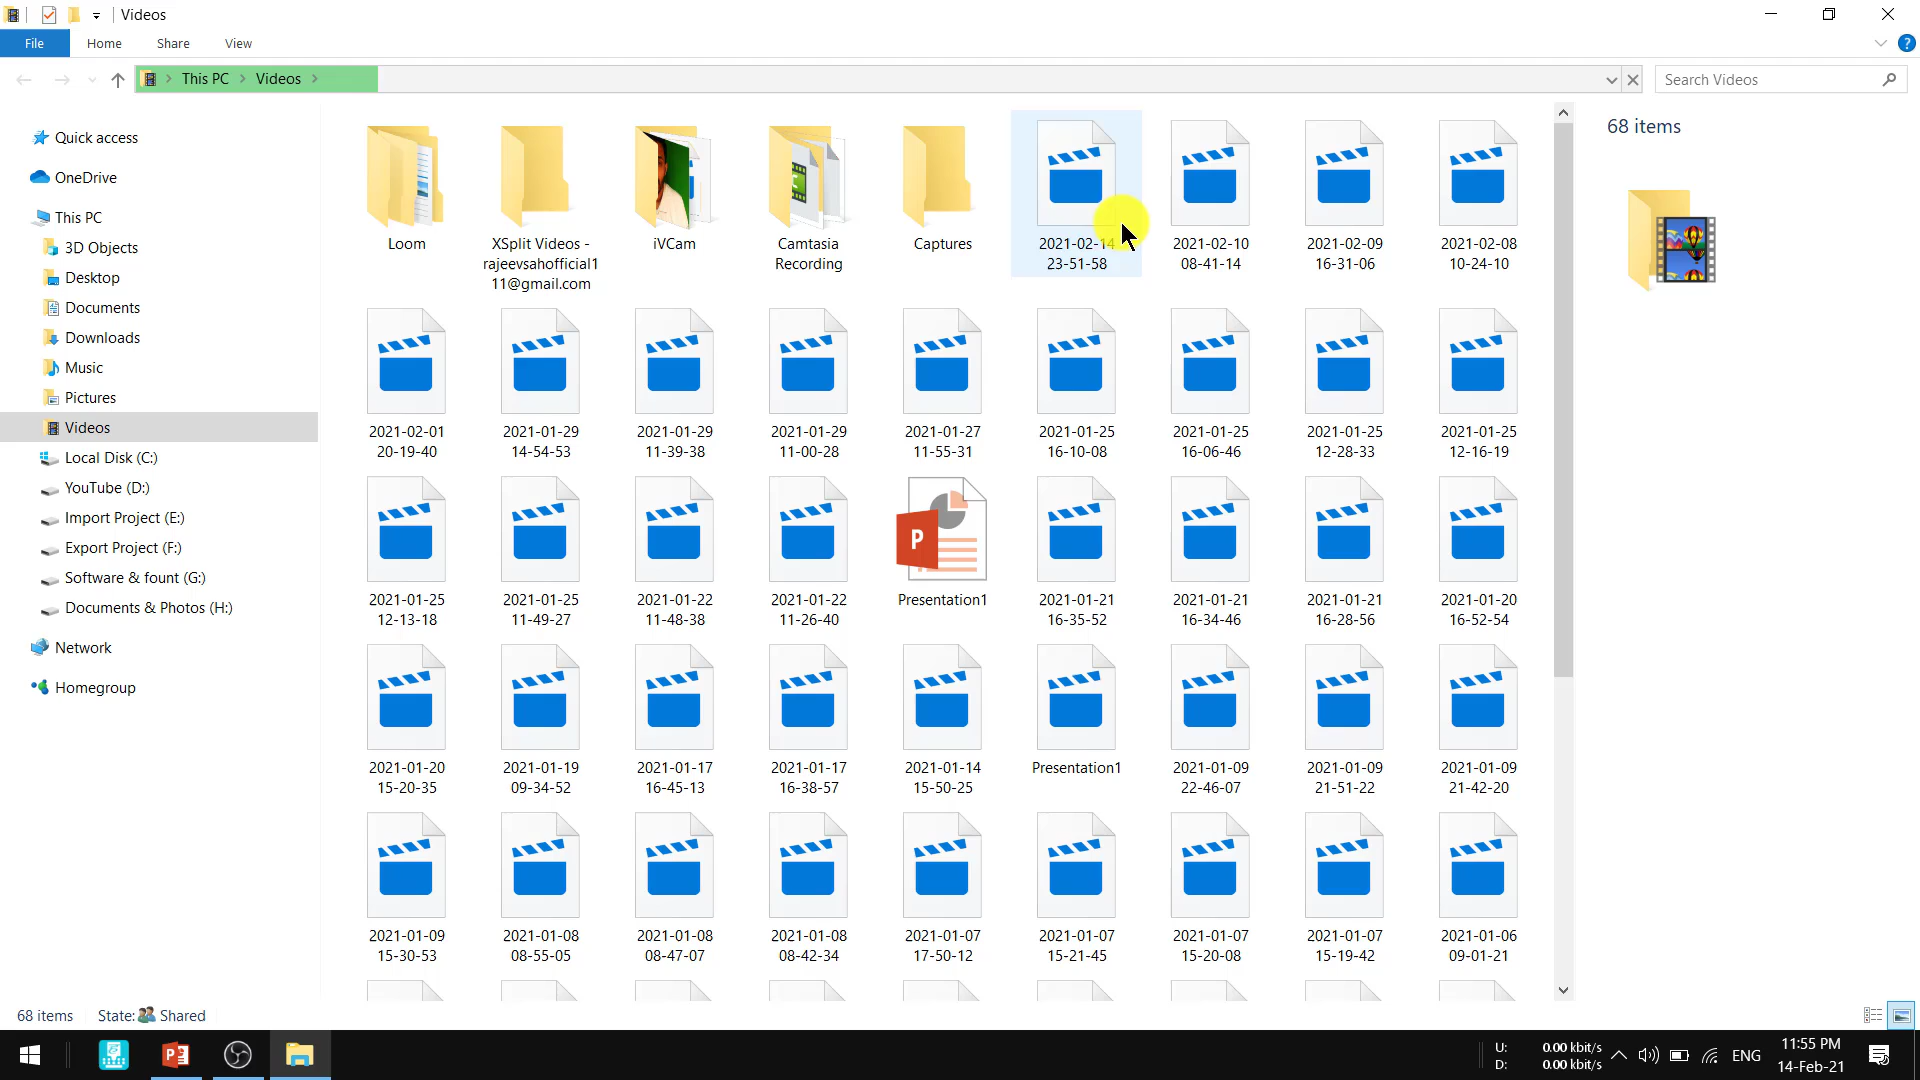 Videos
File Home Share View
This PC Videos
Search Videos
Quick access
OneDrive
This PC
3D Objects
Desktop
Documents
Downloads
Music
Pictures
Videos
Local Disk (C:)
YouTube (D:)
Import Project (E:)
Export Project (F:)
Software & fount (G:)
Documents & Photos (H:)
Network
Homegroup
Loom
XSplit Videos -
rajeevsahofficial1
11@gmail.com
iVCam
Camtasia
Recording
Captures
2021-02-14
23-51-58
2021-02-10
08-41-14
2021-02-09
16-31-06
2021-02-08
10-24-10
2021-02-01
20-19-40
2021-01-29
14-54-53
2021-01-29
11-39-38
2021-01-29
11-00-28
2021-01-27
11-55-31
2021-01-25
16-10-08
2021-01-25
16-06-46
2021-01-25
12-28-33
2021-01-25
12-16-19
2021-01-25
12-13-18
2021-01-25
11-49-27
2021-01-22
11-48-38
2021-01-22
11-26-40
P
Presentation1
2021-01-21
16-35-52
2021-01-21
16-34-46
2021-01-21
16-28-56
2021-01-20
16-52-54
2021-01-20
15-20-35
2021-01-19
09-34-52
2021-01-17
16-45-13
2021-01-17
16-38-57
2021-01-14
15-50-25
Presentation1
2021-01-09
22-46-07
2021-01-09
21-51-22
2021-01-09
21-42-20
2021-01-09
15-30-53
2021-01-08
08-55-05
2021-01-08
08-47-07
2021-01-08
08-42-34
2021-01-07
17-50-12
2021-01-07
15-21-45
2021-01-07
15-20-08
2021-01-07
15-19-42
2021-01-06
09-01-21
68 items
68 items State: Shared
U: 0.00 kbit/s
D: 0.00 kbit/s
ENG
11:55 PM
14-Feb-21